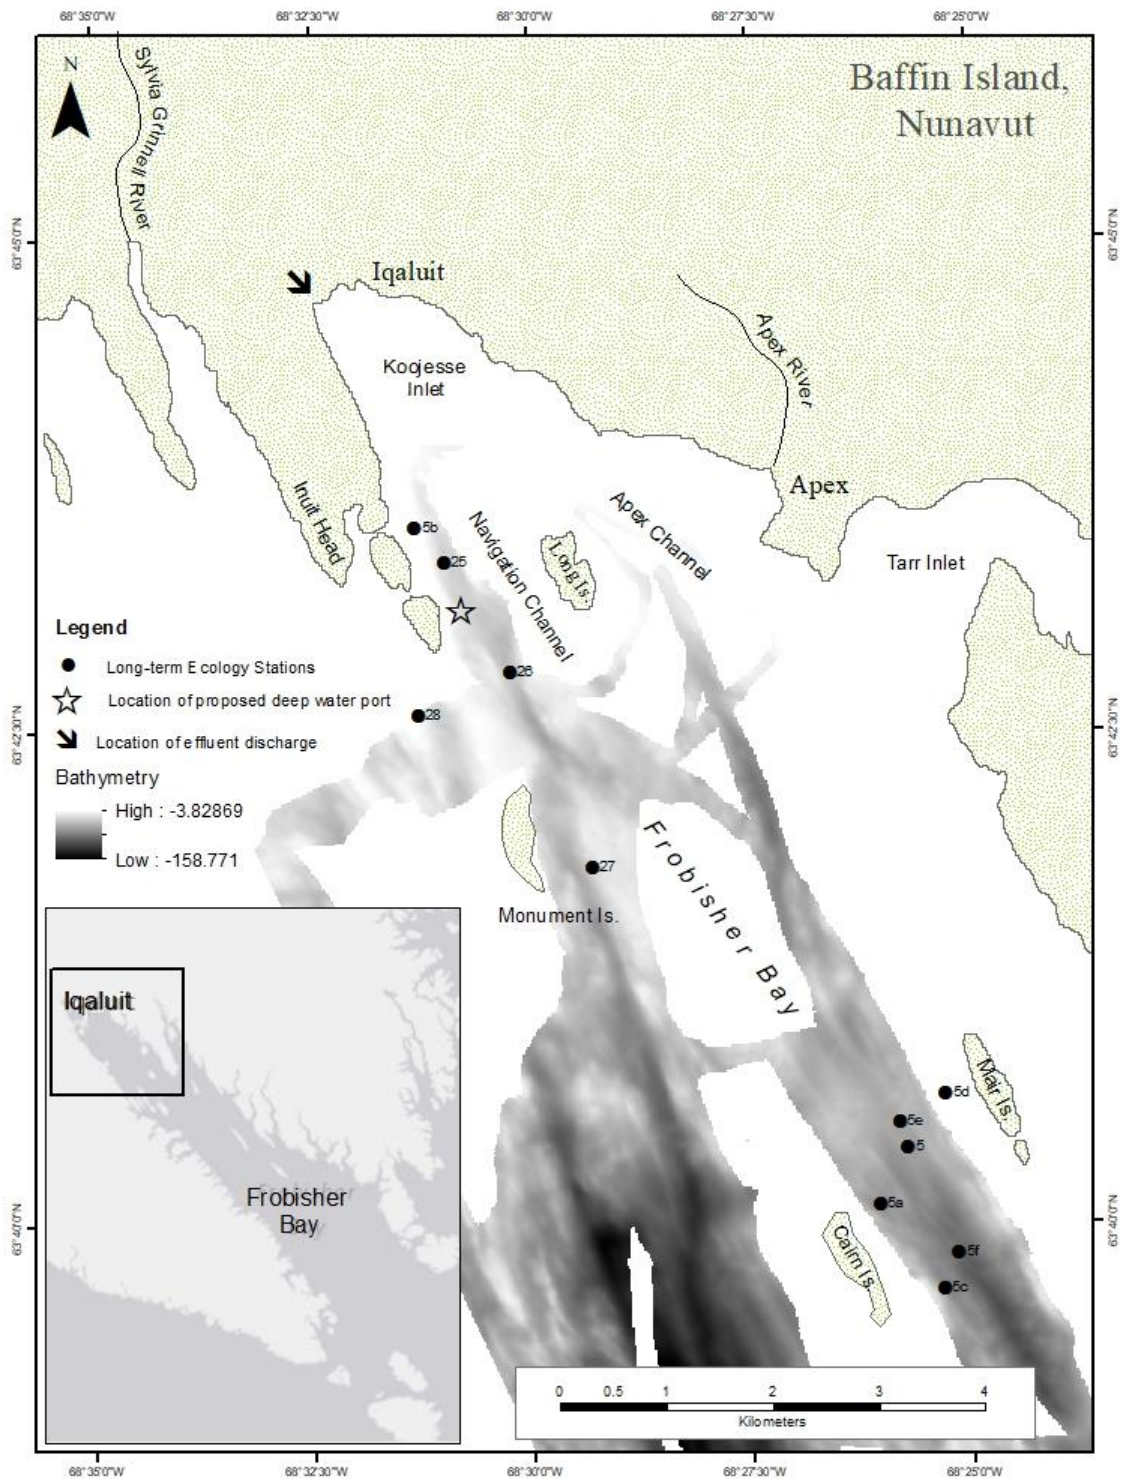 68°35'0"W 68°32'30"W 68°30'0"W 68°27'30"W 68°25'0"W
N
Sylvia Grinnell River
Baffin Island,
Nunavut
63°45'0"N
63°45'0"N
Iqaluit
Koojesse
Inlet
Apex River
Inuit Head
Apex
Apex Channel
Navigation Channel
Long Is.
Tarr Inlet
5b
25
26
28
63°42'30"N
63°42'30"N
Legend
Long-term Ecology Stations
Location of proposed deep water port
Location of effluent discharge
Bathymetry
High : -3.82869
Low : -158.771
27
Monument Is.
Frobisher Bay
Iqaluit
Frobisher
Bay
Mair Is.
5d
5e
5
5a
5f
5c
Cairn Is.
63°40'0"N
63°40'0"N
0 0.5 1 2 3 4
Kilometers
68°35'0"W 68°32'30"W 68°30'0"W 68°27'30"W 68°25'0"W